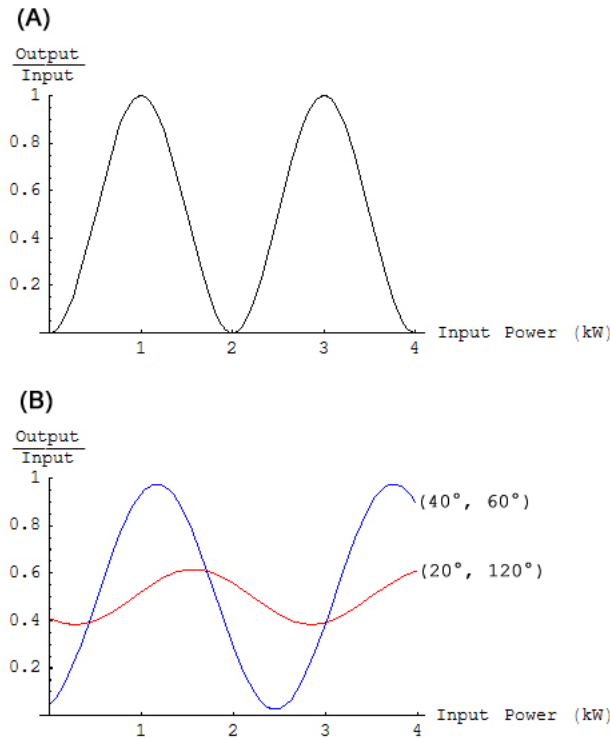 (A)
Output
Input
1
0.8
0.6
0.4
0.2
1 2 3 4
Input Power (kW)
(B)
Output
Input
1
0.8
0.6
0.4
0.2
(40°, 60°)
(20°, 120°)
1 2 3 4
Input Power (kW)